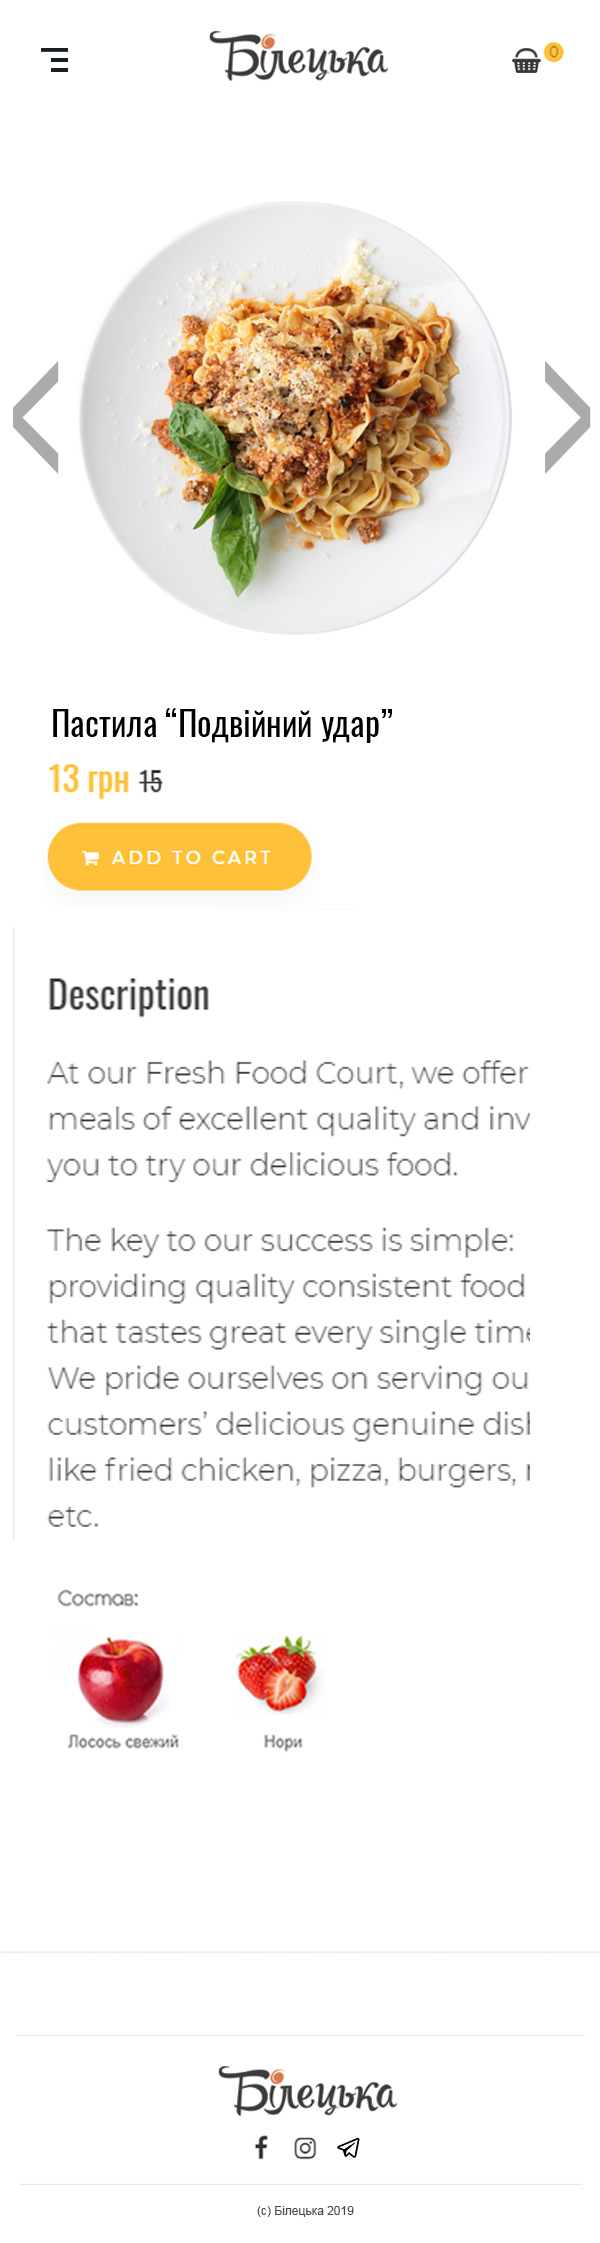 Білецька
0
Пастила “Подвійний удар”
13 грн 15
ADD TO CART
Description
At our Fresh Food Court, we offer
meals of excellent quality and inv
you to try our delicious food.
The key to our success is simple:
providing quality consistent food
that tastes great every single time
We pride ourselves on serving ou
customers’ delicious genuine dish
like fried chicken, pizza, burgers,
etc.
Состав:
Лосось свежий Нори
Білецька
(c) Білецька 2019